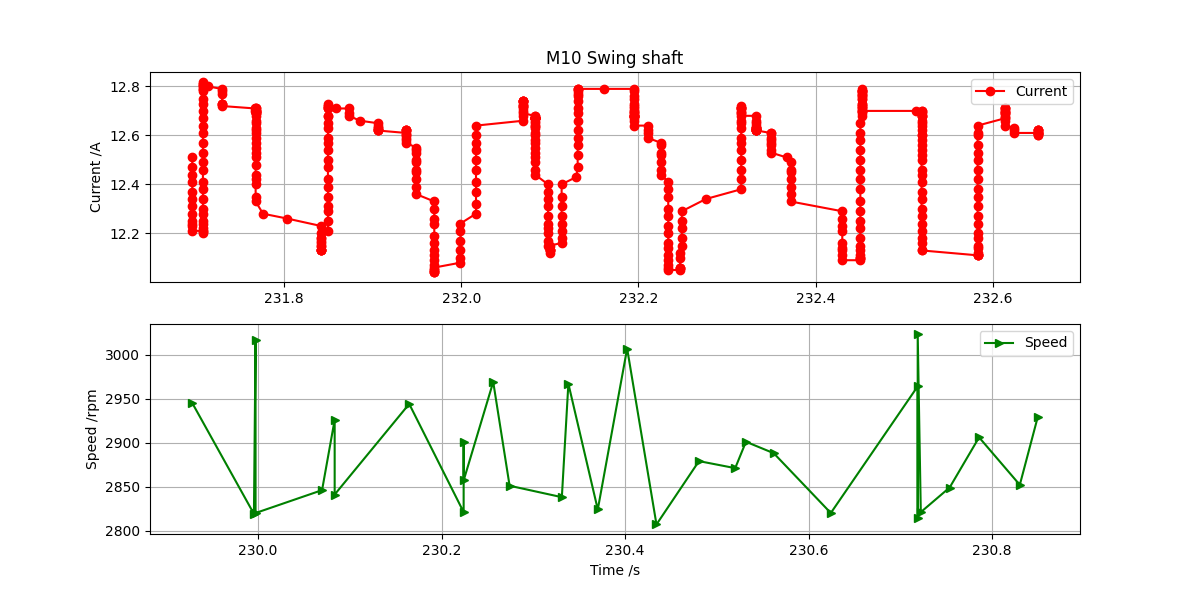 M10 Swing shaft
Current /A
12.8
12.6
12.4
12.2
Current
231.8 232.0 232.2 232.4 232.6
Speed /rpm
3000
2950
2900
2850
2800
Speed
230.0 230.2 230.4 230.6 230.8
Time /s